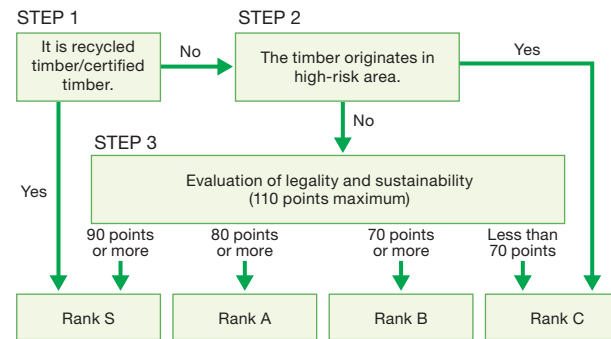 STEP 1
It is recycled
timber/certified
timber.
No
STEP 2
The timber originates in
high-risk area.
Yes
No
STEP 3
Evaluation of legality and sustainability
(110 points maximum)
Yes
90 points
or more
80 points
or more
70 points
or more
Less than
70 points
Rank S
Rank A
Rank B
Rank C